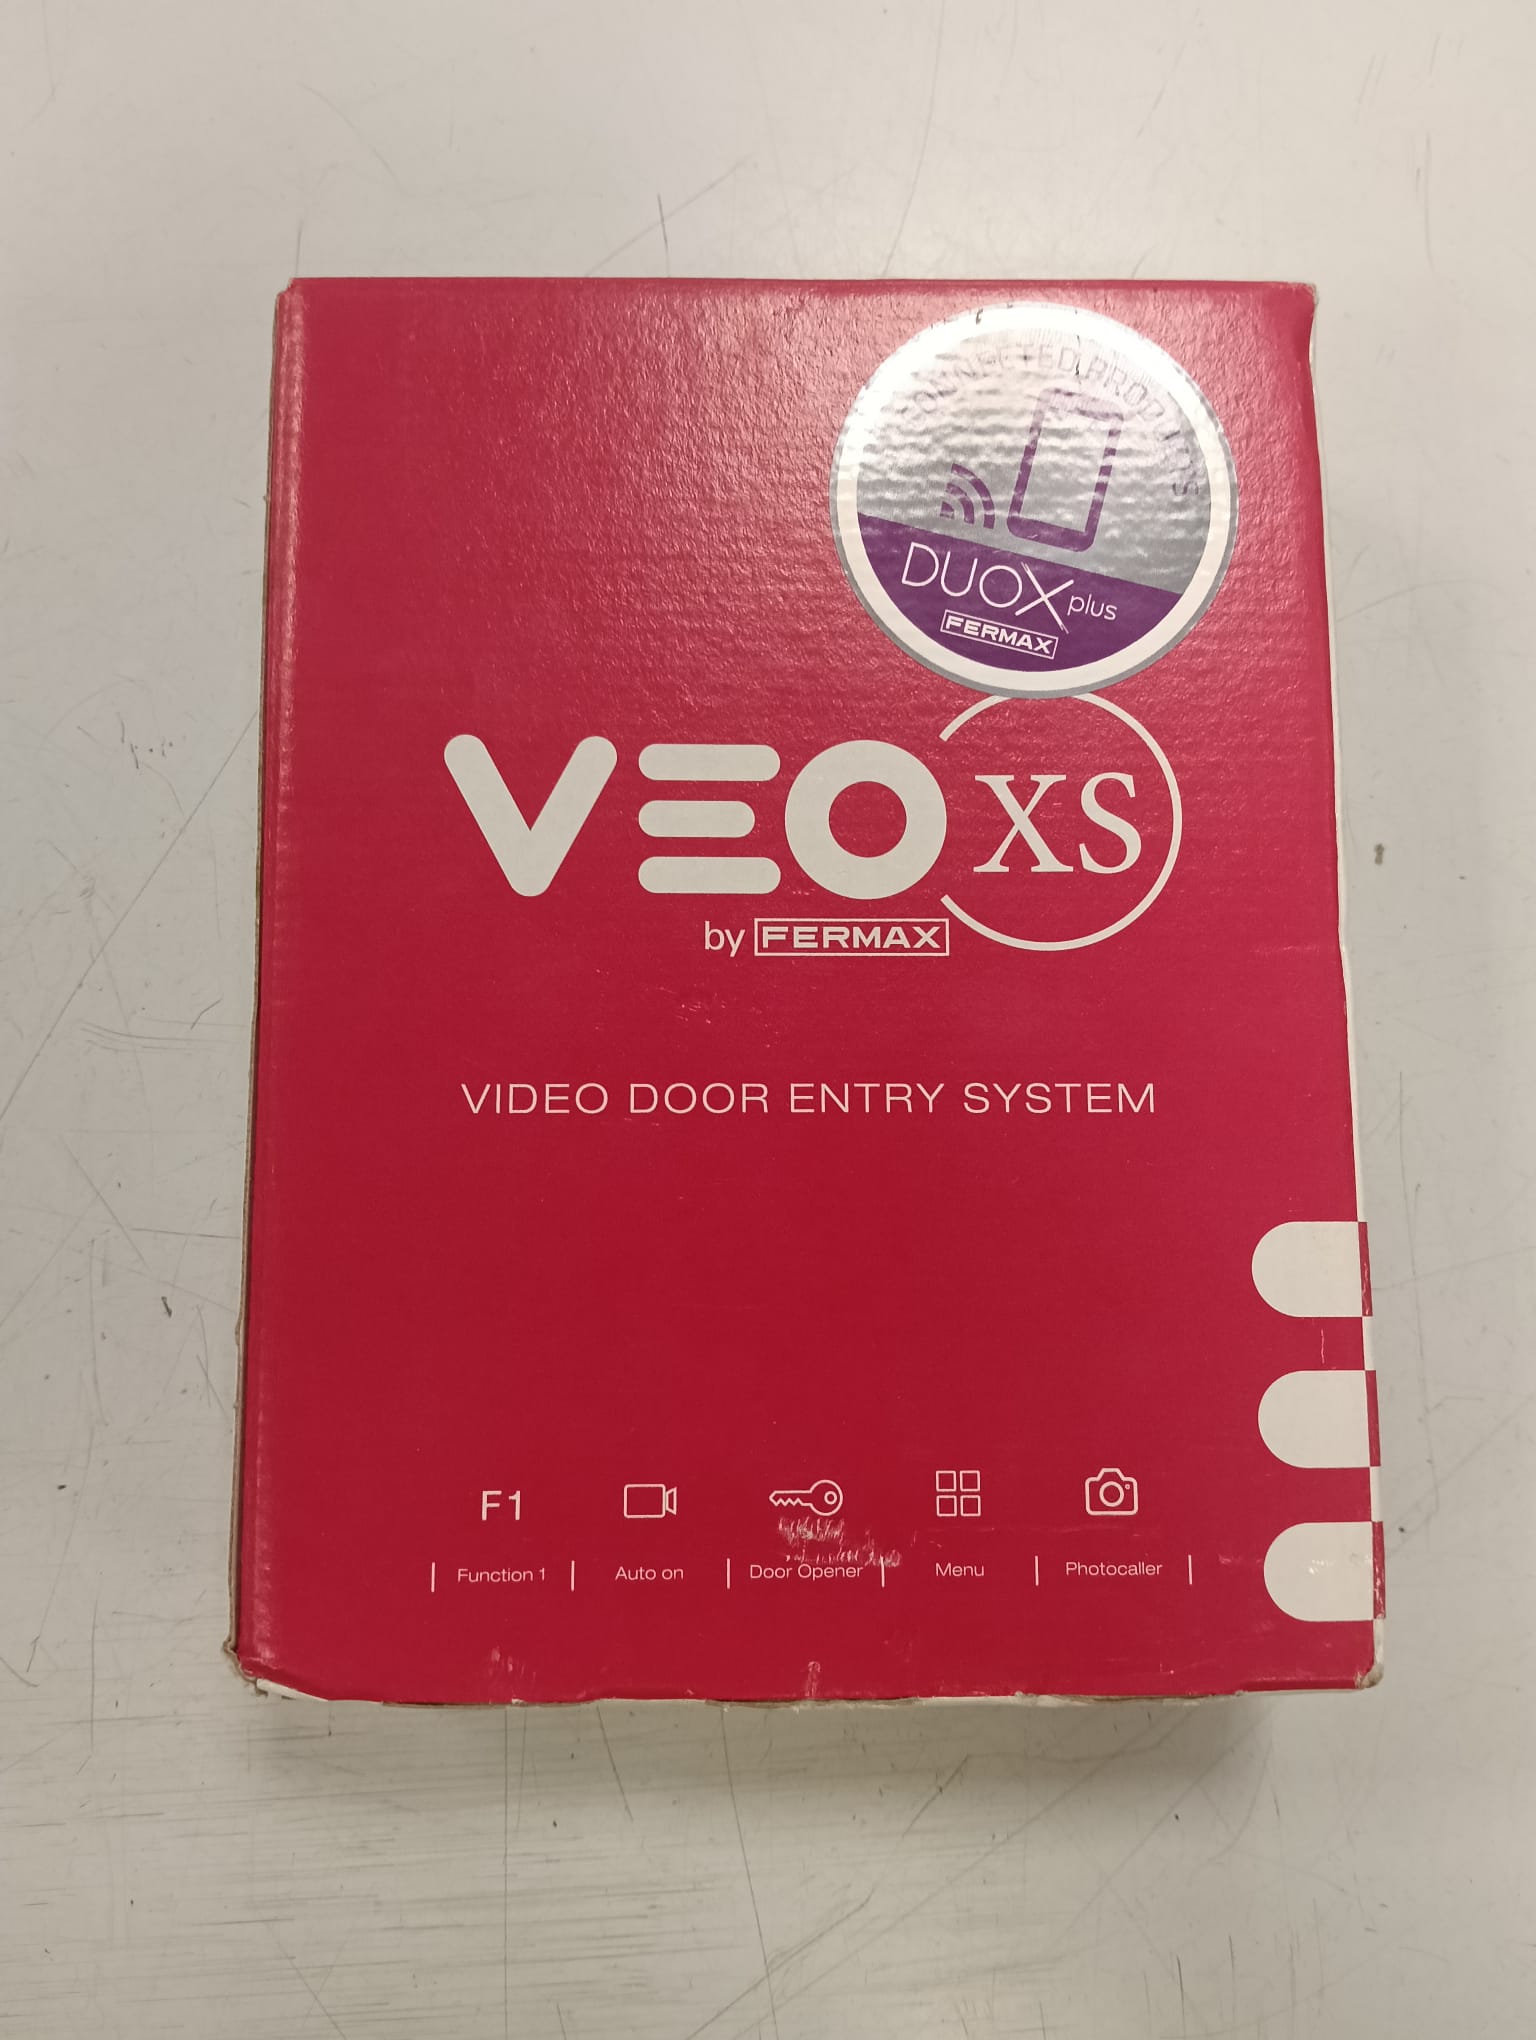 CONNECTED PRODUCTS
DUOX plus
FERMAX
VEO XS
by FERMAX
VIDEO DOOR ENTRY SYSTEM
F1
Function 1
Auto on
Door Opener
Menu
Photocaller